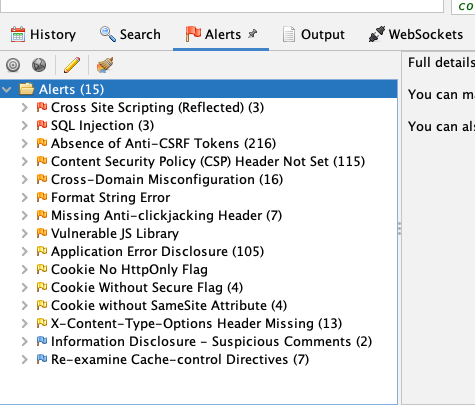 co
History
Search
Alerts
Output
WebSockets
Alerts (15)
Full details
Cross Site Scripting (Reflected) (3)
You can ma
SQL Injection (3)
You can als
Absence of Anti-CSRF Tokens (216)
Content Security Policy (CSP) Header Not Set (115)
Cross-Domain Misconfiguration (16)
Format String Error
Missing Anti-clickjacking Header (7)
Vulnerable JS Library
Application Error Disclosure (105)
Cookie No HttpOnly Flag
Cookie Without Secure Flag (4)
Cookie without SameSite Attribute (4)
X-Content-Type-Options Header Missing (13)
Information Disclosure - Suspicious Comments (2)
Re-examine Cache-control Directives (7)